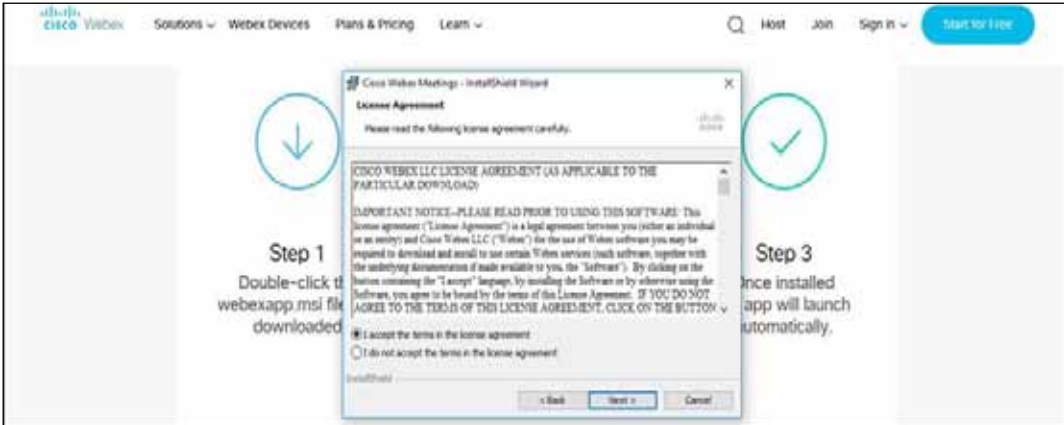 CISCO Webex Solutions Webex Devices Plans & Pricing Learn Host Join Sign In Start for Free
Cisco Webex Meetings - InstallShield Wizard
License Agreement
Please read the following license agreement carefully.
CISCO
CISCO WEBEX LLC LICENSE AGREEMENT (AS APPLICABLE TO THE
PARTICULAR DOWNLOAD)
IMPORTANT NOTICE--PLEASE READ PRIOR TO USING THIS SOFTWARE: This
license agreement ("License Agreement") is a legal agreement between you (either an individual
or an entity) and Cisco Webex LLC ("Webex") for the use of Webex software you may be
required to download and install to use certain Webex services (such software, together with
the underlying documentation if made available to you, the "Software"). By clicking on the
button containing the "I accept" language, by installing the Software or by otherwise using the
Software, you agree to be bound by the terms of this License Agreement. IF YOU DO NOT
AGREE TO THE TERMS OF THIS LICENSE AGREEMENT, CLICK ON THE BUTTON
I accept the terms in the license agreement
I do not accept the terms in the license agreement
InstallShield
< Back Next > Cancel
Step 1
Double-click th
webexapp.msi file
downloaded
Step 3
Once installed
app will launch
automatically.